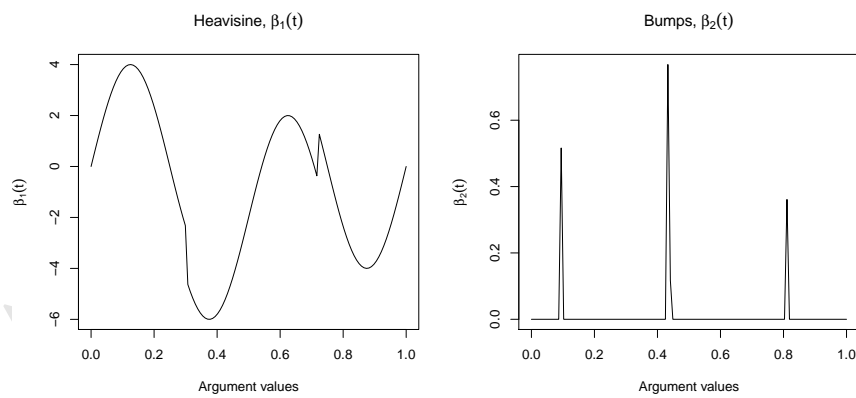 Heavisine, β₁(t)
β₁(t)
4
2
0
−2
−4
−6
0.0 0.2 0.4 0.6 0.8 1.0
Argument values
Bumps, β₂(t)
β₂(t)
0.6
0.4
0.2
0.0
0.0 0.2 0.4 0.6 0.8 1.0
Argument values